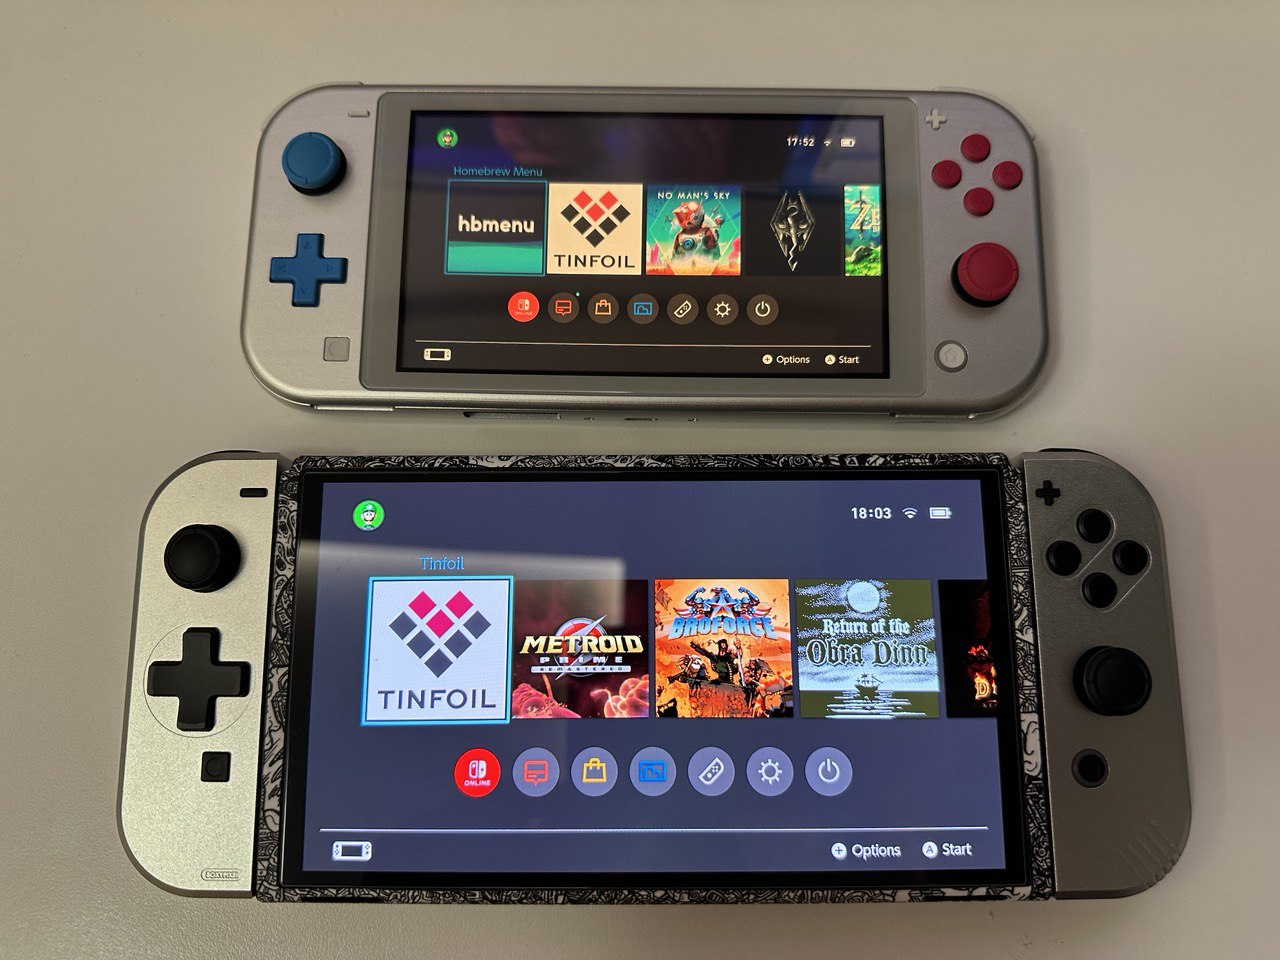 17:52
Homebrew Menu
hbmenu
TINFOIL
NO MAN'S SKY
Z
ONLINE
Options
A Start
18:03
Tinfoil
TINFOIL
METROID
PRIME
REMASTERED
BROFORCE
Return of the
Obra Dinn
D
ONLINE
Options
A Start
BOXYPIXEL